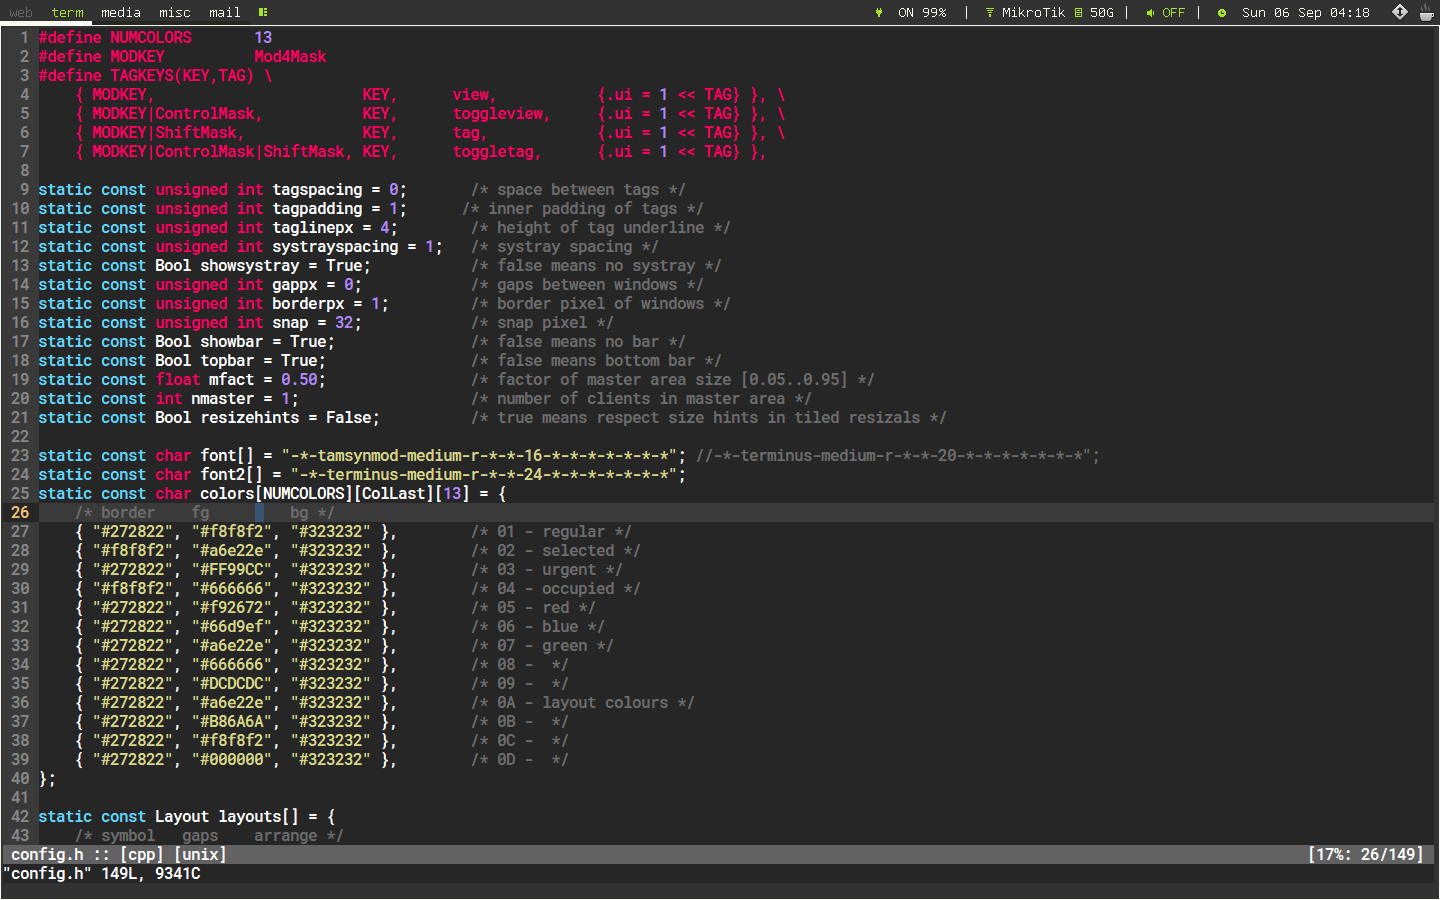 web term media misc mail ON 99% | MikroTik 50G | OFF | Sun 06 Sep 04:18
1 #define NUMCOLORS 13
2 #define MODKEY Mod4Mask
3 #define TAGKEYS(KEY,TAG) \
4 { MODKEY, KEY, view, {.ui = 1 << TAG} }, \
5 { MODKEY|ControlMask, KEY, toggleview, {.ui = 1 << TAG} }, \
6 { MODKEY|ShiftMask, KEY, tag, {.ui = 1 << TAG} }, \
7 { MODKEY|ControlMask|ShiftMask, KEY, toggletag, {.ui = 1 << TAG} },
8
9 static const unsigned int tagspacing = 0; /* space between tags */
10 static const unsigned int tagpadding = 1; /* inner padding of tags */
11 static const unsigned int taglinepx = 4; /* height of tag underline */
12 static const unsigned int systrayspacing = 1; /* systray spacing */
13 static const Bool showsystray = True; /* false means no systray */
14 static const unsigned int gappx = 0; /* gaps between windows */
15 static const unsigned int borderpx = 1; /* border pixel of windows */
16 static const unsigned int snap = 32; /* snap pixel */
17 static const Bool showbar = True; /* false means no bar */
18 static const Bool topbar = True; /* false means bottom bar */
19 static const float mfact = 0.50; /* factor of master area size [0.05..0.95] */
20 static const int nmaster = 1; /* number of clients in master area */
21 static const Bool resizehints = False; /* true means respect size hints in tiled resizals */
22
23 static const char font[] = "-*-tamsynmod-medium-r-*-*-16-*-*-*-*-*-*-*"; //-*-terminus-medium-r-*-*-20-*-*-*-*-*-*-*";
24 static const char font2[] = "-*-terminus-medium-r-*-*-24-*-*-*-*-*-*-*";
25 static const char colors[NUMCOLORS][ColLast][13] = {
26 /* border fg bg */
27 { "#272822", "#f8f8f2", "#323232" }, /* 01 - regular */
28 { "#f8f8f2", "#a6e22e", "#323232" }, /* 02 - selected */
29 { "#272822", "#FF99CC", "#323232" }, /* 03 - urgent */
30 { "#f8f8f2", "#666666", "#323232" }, /* 04 - occupied */
31 { "#272822", "#f92672", "#323232" }, /* 05 - red */
32 { "#272822", "#66d9ef", "#323232" }, /* 06 - blue */
33 { "#272822", "#a6e22e", "#323232" }, /* 07 - green */
34 { "#272822", "#666666", "#323232" }, /* 08 - */
35 { "#272822", "#DCDCDC", "#323232" }, /* 09 - */
36 { "#272822", "#a6e22e", "#323232" }, /* 0A - layout colours */
37 { "#272822", "#B86A6A", "#323232" }, /* 0B - */
38 { "#272822", "#f8f8f2", "#323232" }, /* 0C - */
39 { "#272822", "#000000", "#323232" }, /* 0D - */
40 };
41
42 static const Layout layouts[] = {
43 /* symbol gaps arrange */
config.h :: [cpp] [unix] [17%: 26/149]
"config.h" 149L, 9341C